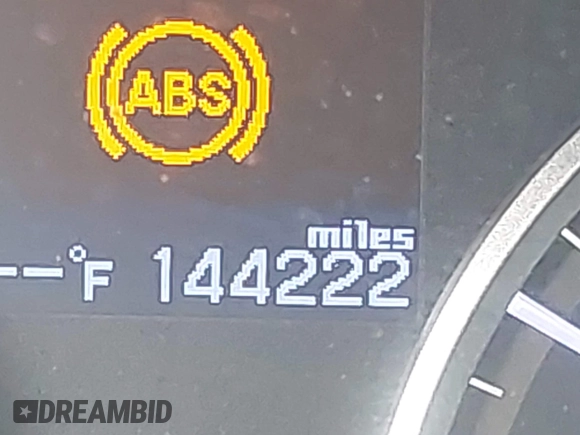 ABS
miles
--°F 144222
DREAMBID